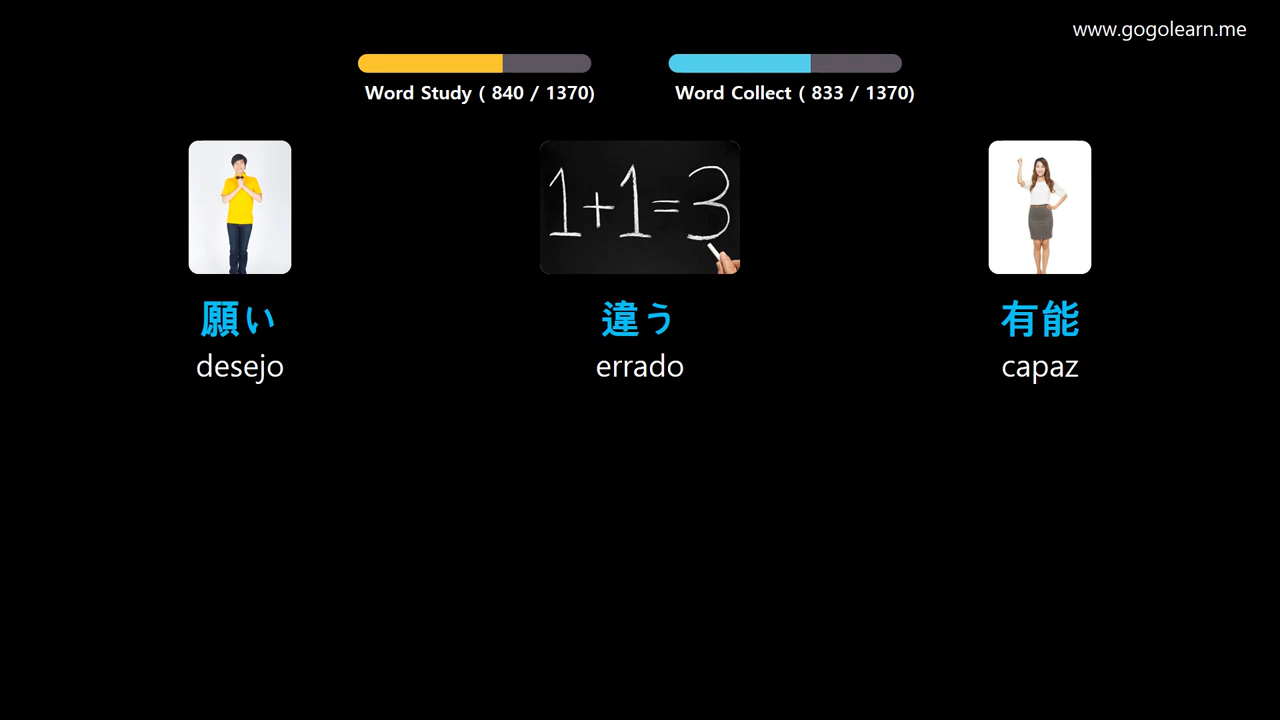 www.gogolearn.me
Word Study ( 840 / 1370)
Word Collect ( 833 / 1370)
1+1=3
願い
違う
有能
desejo
errado
capaz